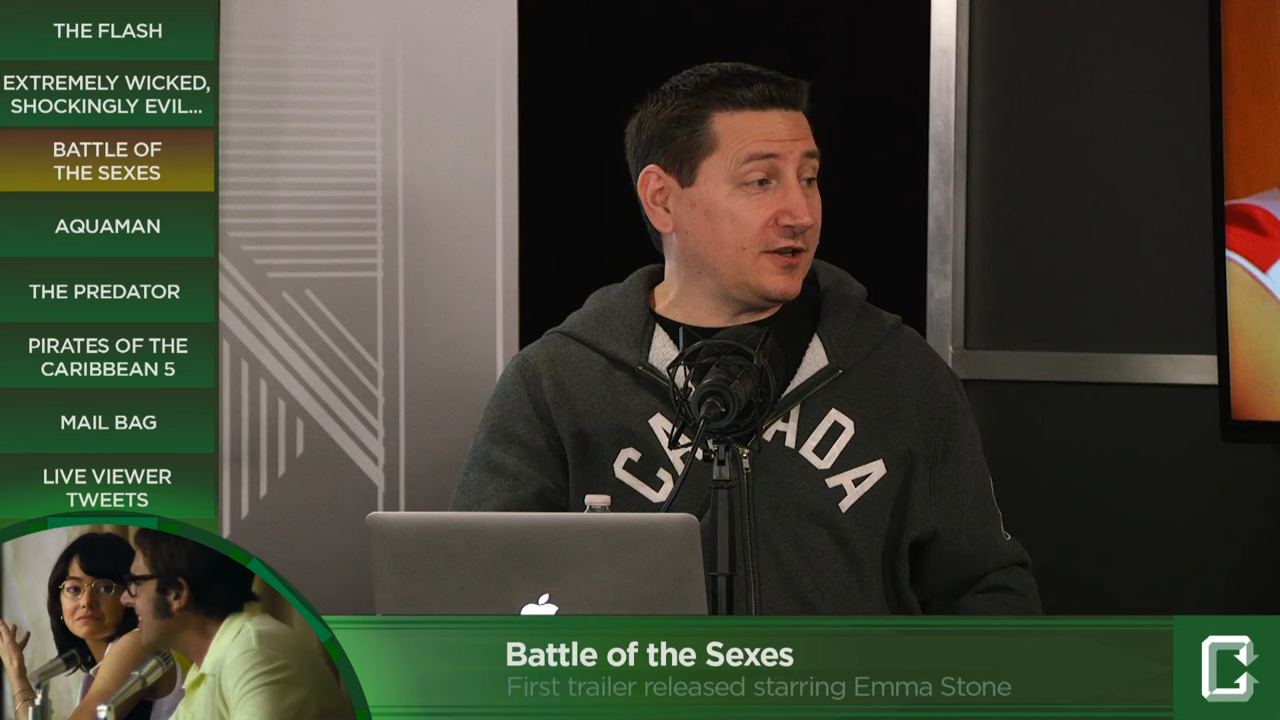 THE FLASH
EXTREMELY WICKED,
SHOCKINGLY EVIL...
BATTLE OF
THE SEXES
AQUAMAN
THE PREDATOR
PIRATES OF THE
CARIBBEAN 5
MAIL BAG
LIVE VIEWER
TWEETS
CANADA
Battle of the Sexes
First trailer released starring Emma Stone